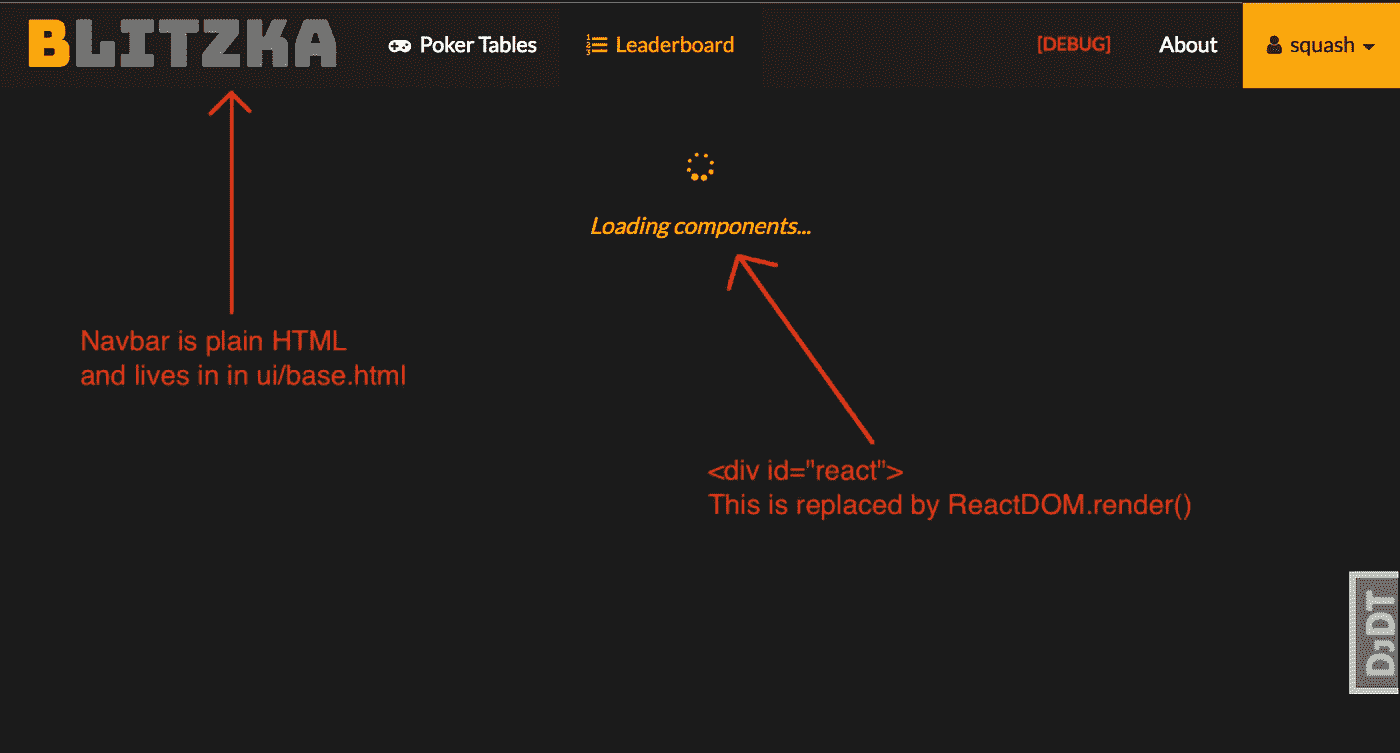 BLITZKA
Poker Tables
Leaderboard
[DEBUG]
About
squash
Loading components...
Navbar is plain HTML
and lives in in ui/base.html
<div id="react">
This is replaced by ReactDOM.render()
DJDT